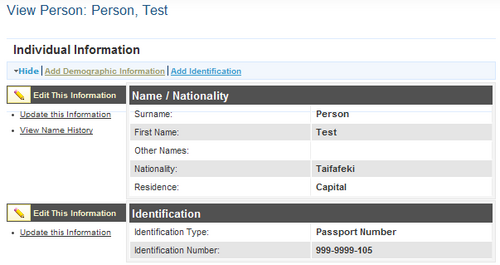 View Person: Person, Test
Individual Information
Hide | Add Demographic Information | Add Identification
Edit This Information
Name / Nationality
Update this Information
View Name History
Surname: Person
First Name: Test
Other Names:
Nationality: Taifafeki
Residence: Capital
Edit This Information
Identification
Update this Information
Identification Type: Passport Number
Identification Number: 999-9999-105